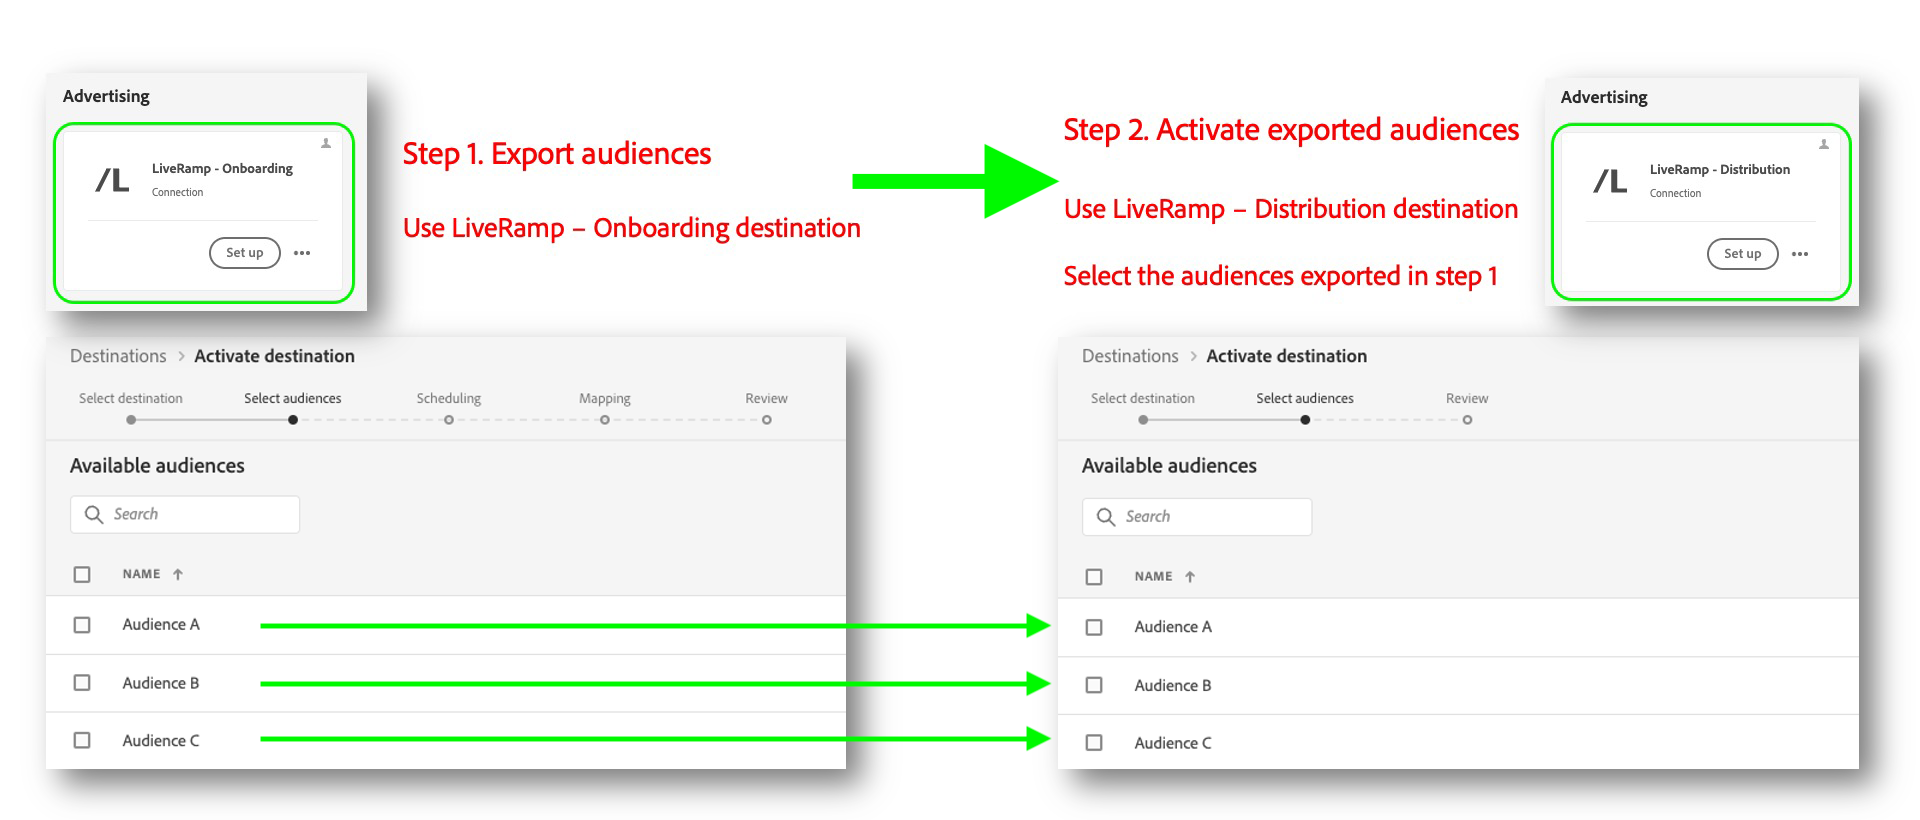 Advertising
/L
LiveRamp - Onboarding
Connection
Set up
Step 1. Export audiences
Use LiveRamp – Onboarding destination
Step 2. Activate exported audiences
Use LiveRamp – Distribution destination
Select the audiences exported in step 1
Advertising
/L
LiveRamp - Distribution
Connection
Set up
Destinations > Activate destination
Select destination Select audiences Scheduling Mapping Review
Available audiences
Search
NAME ↑
Audience A
Audience B
Audience C
Destinations > Activate destination
Select destination Select audiences Review
Available audiences
Search
NAME ↑
Audience A
Audience B
Audience C